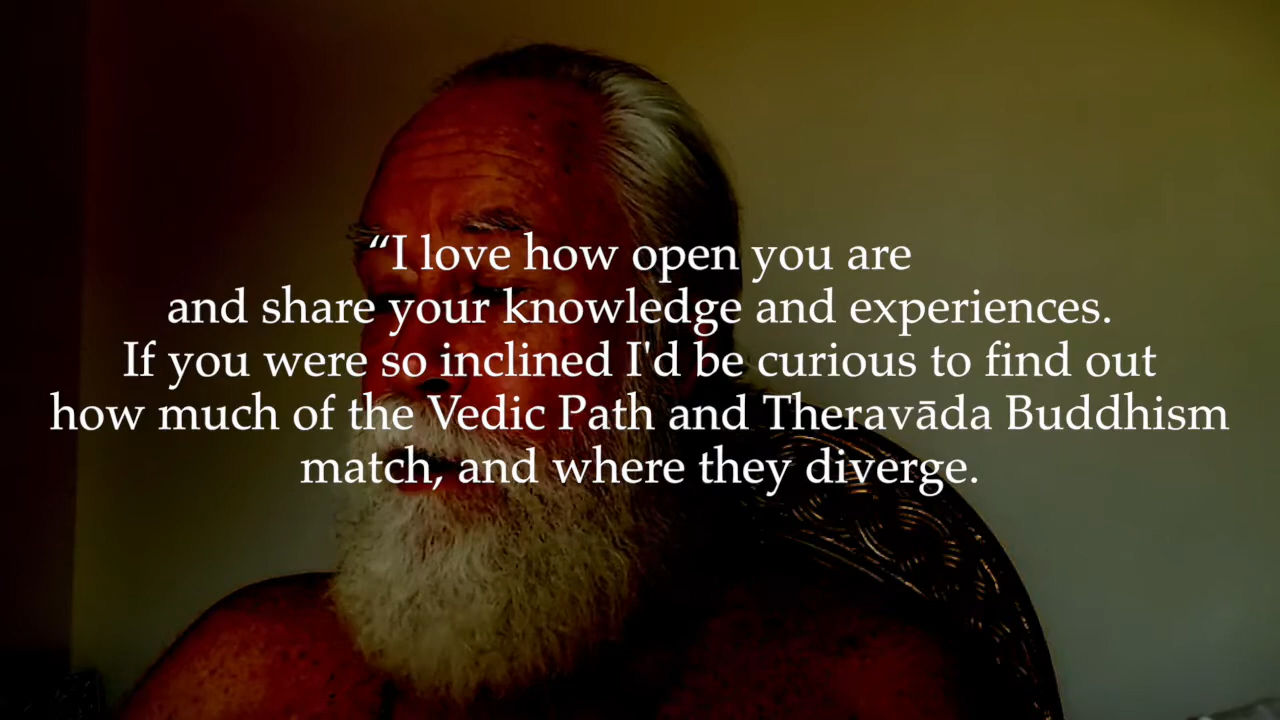 “I love how open you are
and share your knowledge and experiences.
If you were so inclined I'd be curious to find out
how much of the Vedic Path and Theravāda Buddhism
match, and where they diverge.